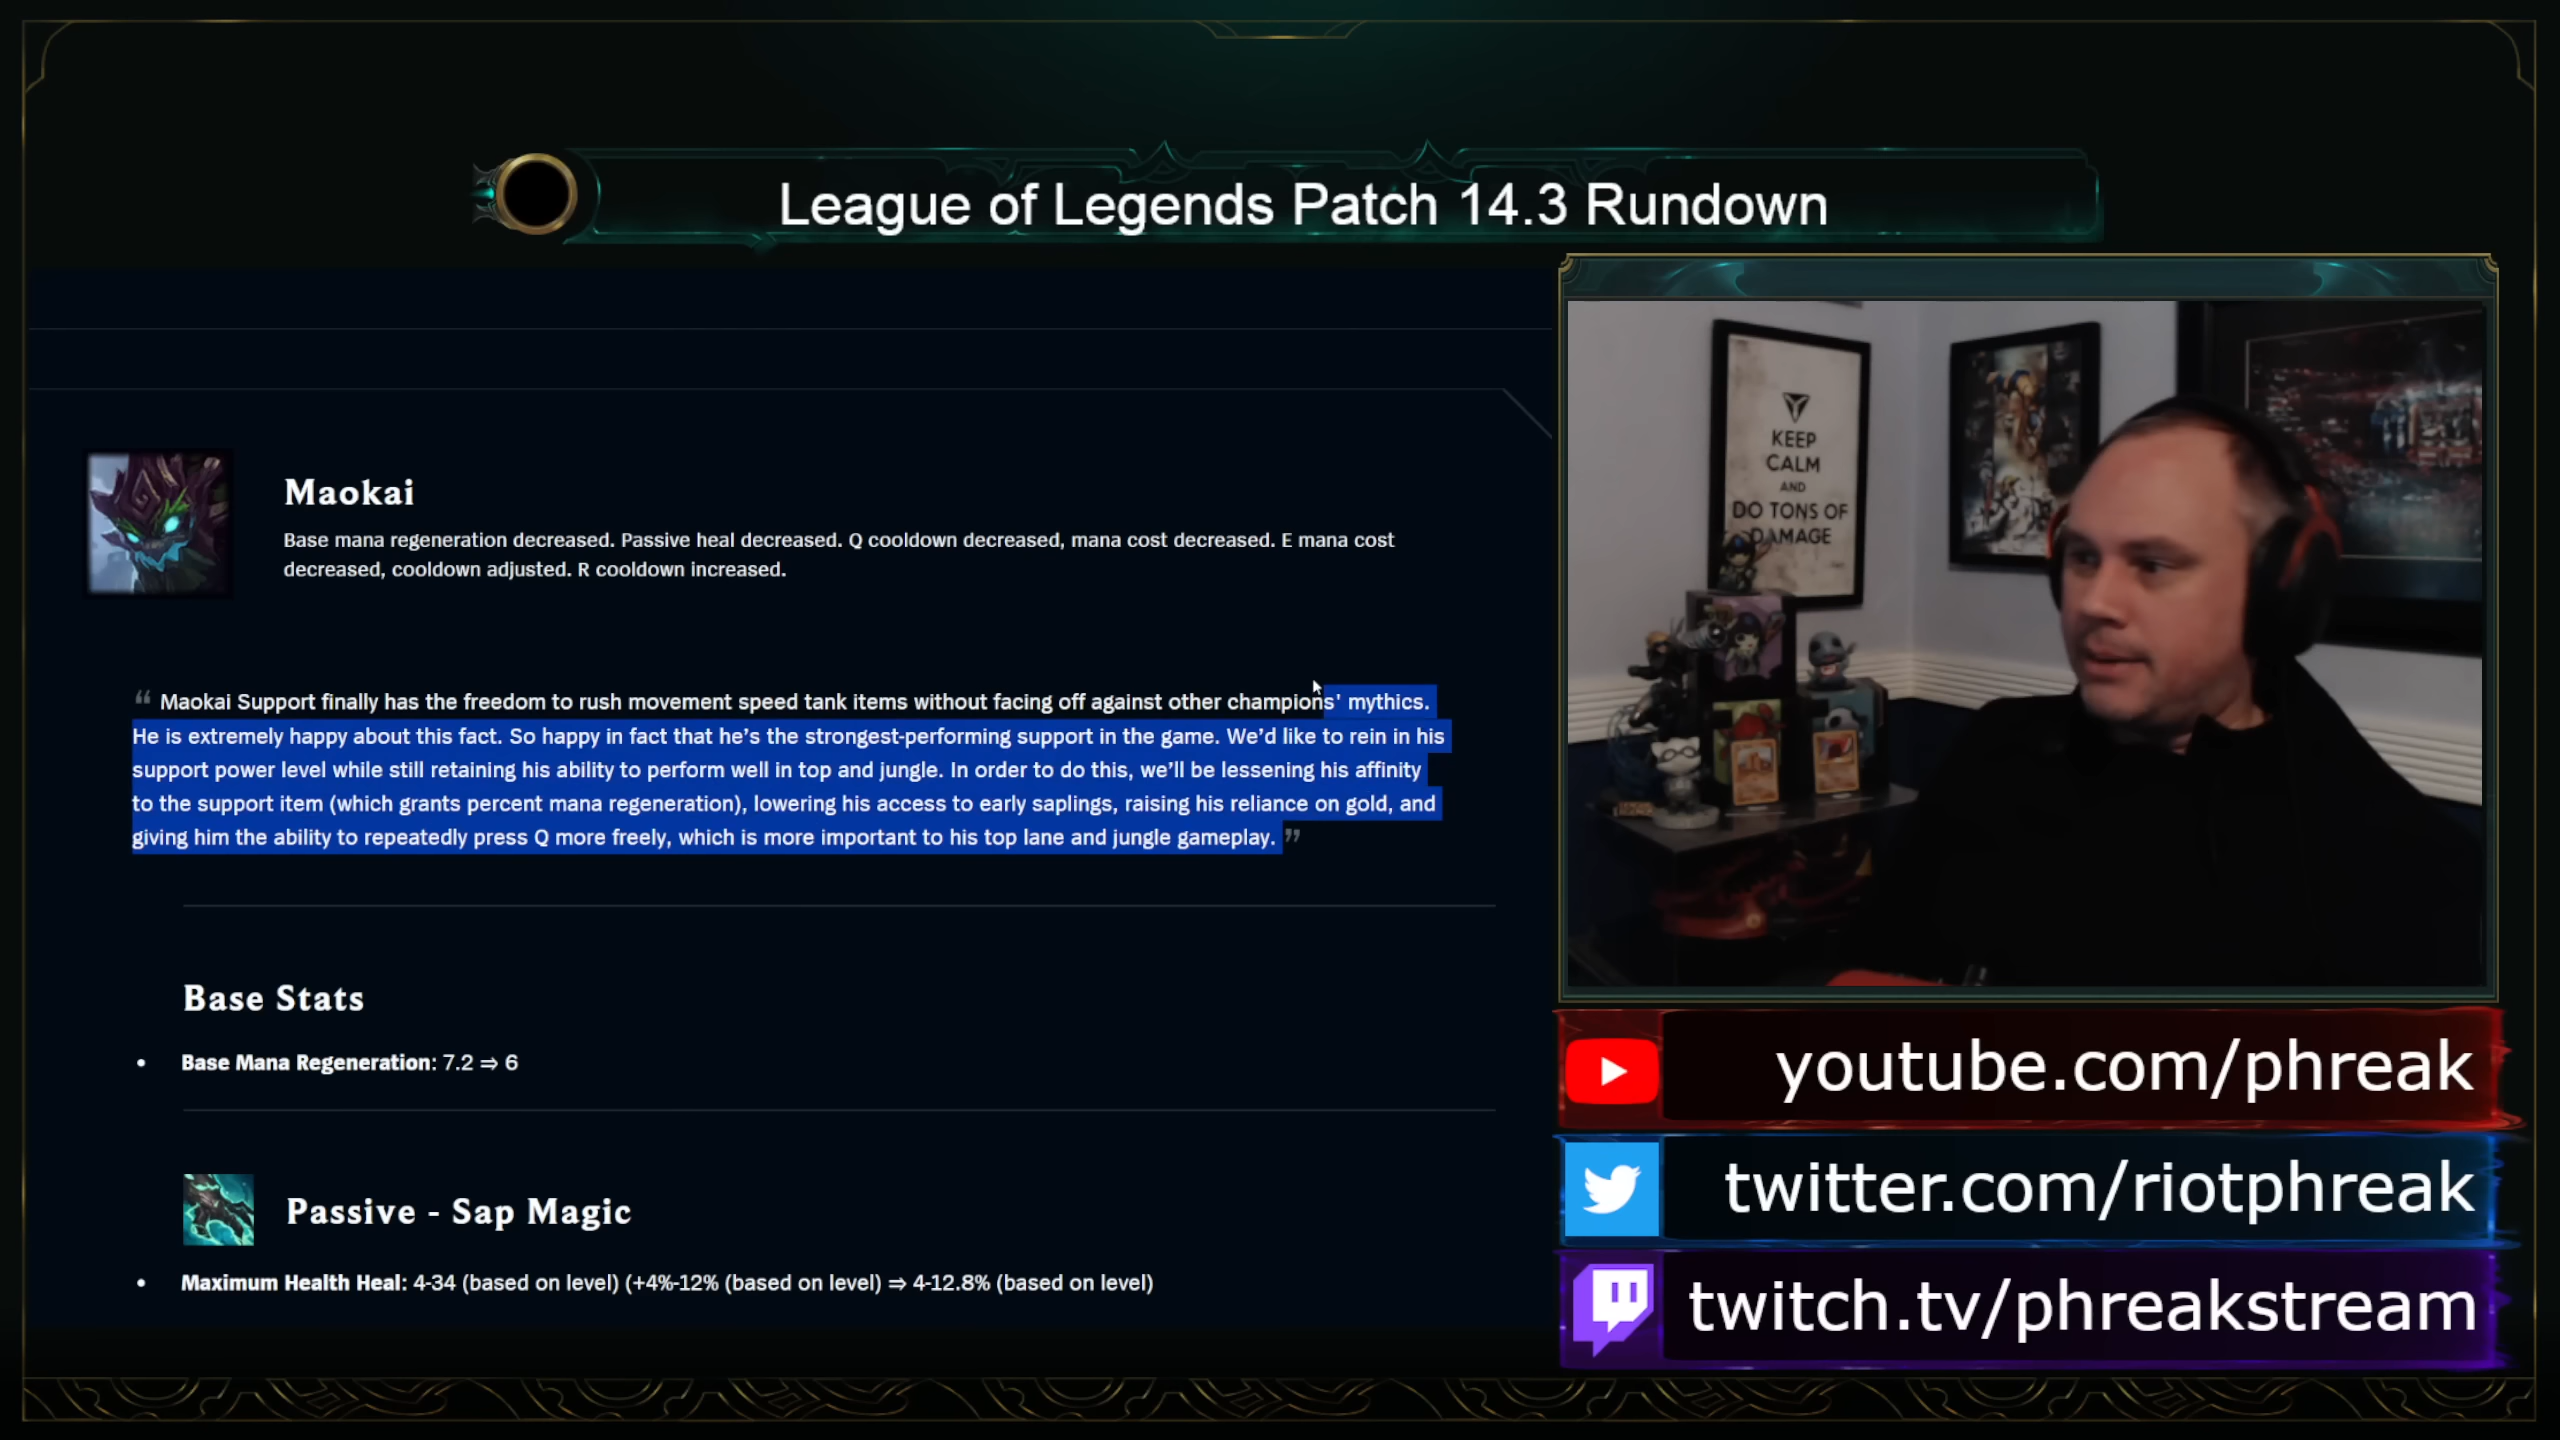 League of Legends Patch 14.3 Rundown
Maokai
Base mana regeneration decreased. Passive heal decreased. Q cooldown decreased, mana cost decreased. E mana cost
decreased, cooldown adjusted. R cooldown increased.
“ Maokai Support finally has the freedom to rush movement speed tank items without facing off against other champions' mythics.
He is extremely happy about this fact. So happy in fact that he’s the strongest-performing support in the game. We’d like to rein in his
support power level while still retaining his ability to perform well in top and jungle. In order to do this, we’ll be lessening his affinity
to the support item (which grants percent mana regeneration), lowering his access to early saplings, raising his reliance on gold, and
giving him the ability to repeatedly press Q more freely, which is more important to his top lane and jungle gameplay. ”
Base Stats
• Base Mana Regeneration: 7.2 ⇒ 6
Passive - Sap Magic
• Maximum Health Heal: 4-34 (based on level) (+4%-12% (based on level) ⇒ 4-12.8% (based on level)
KEEP
CALM
AND
DO TONS OF
DAMAGE
youtube.com/phreak
twitter.com/riotphreak
twitch.tv/phreakstream